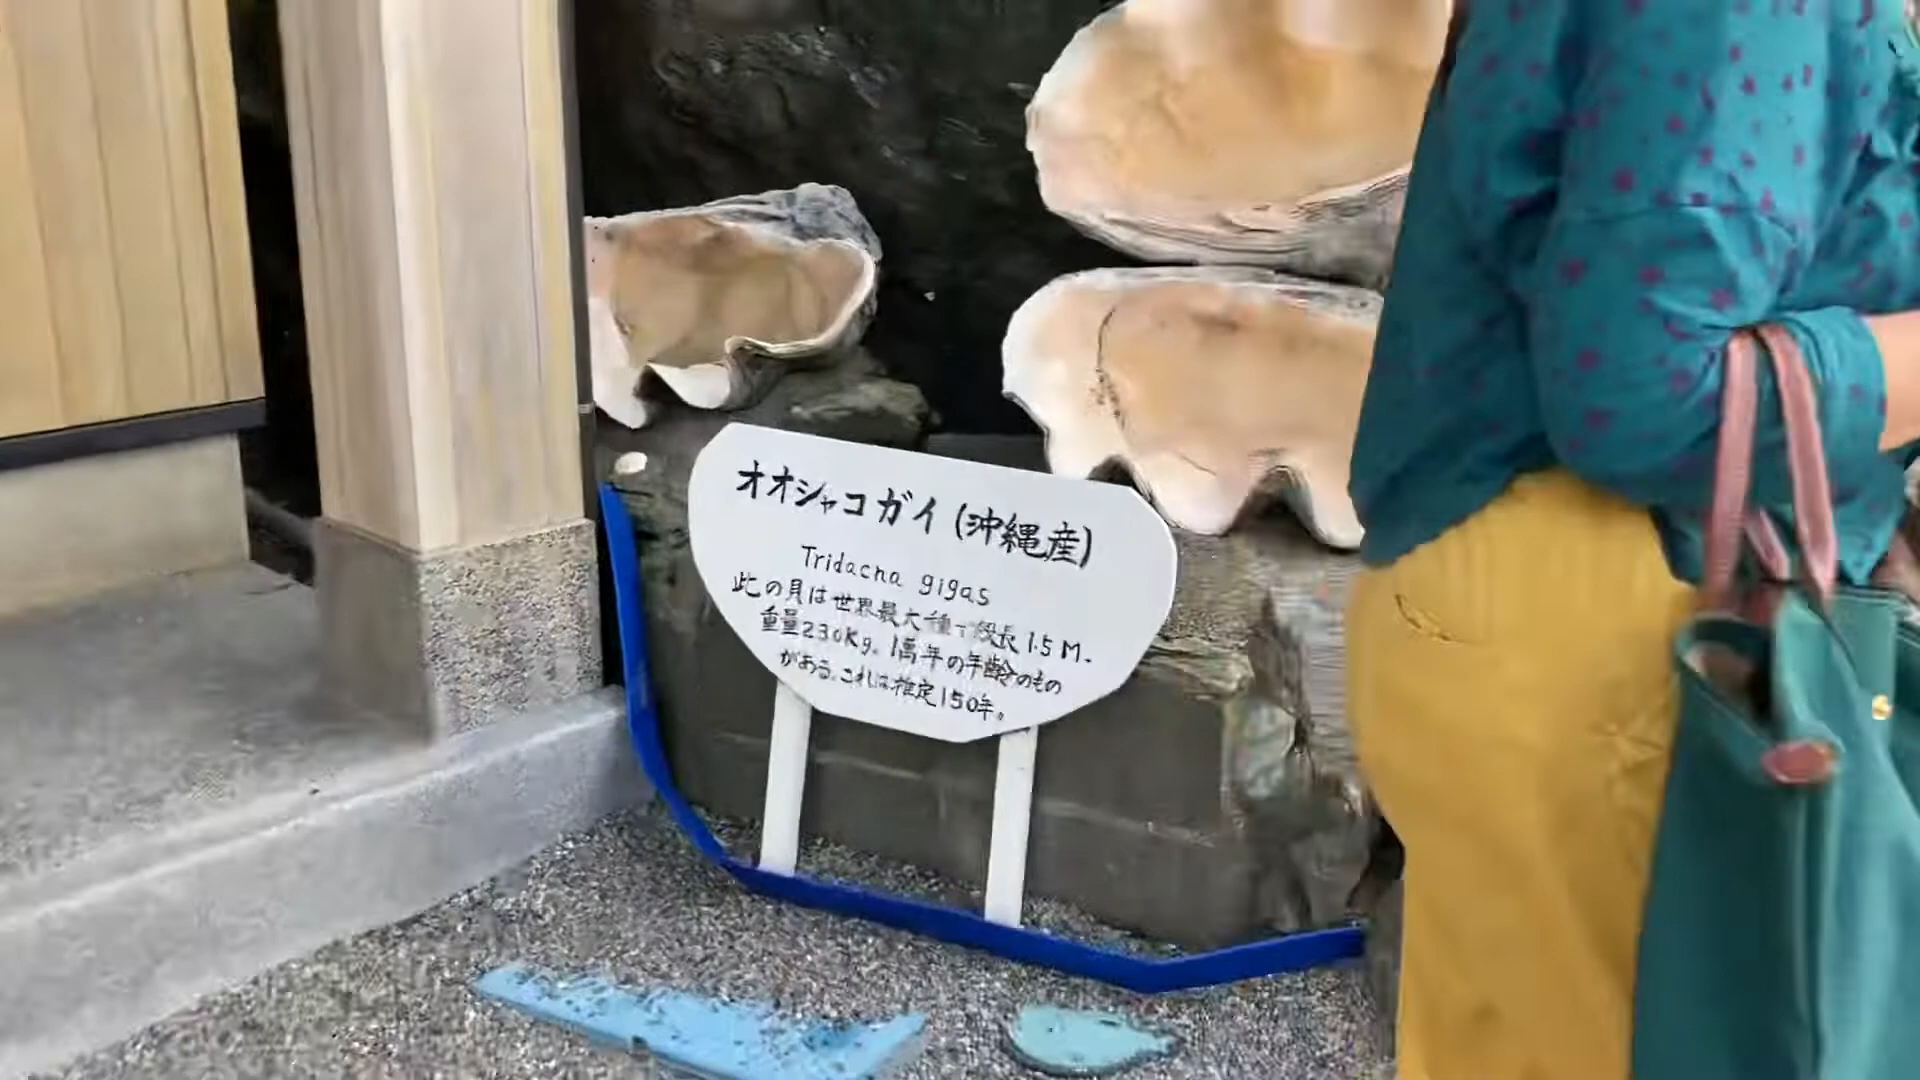 オオシャコガイ(沖縄産)
Tridacna gigas
此の貝は世界最大種で殻長1.5M.
重量230Kg。1萬年の年齢のもの
がある。これは推定150年。